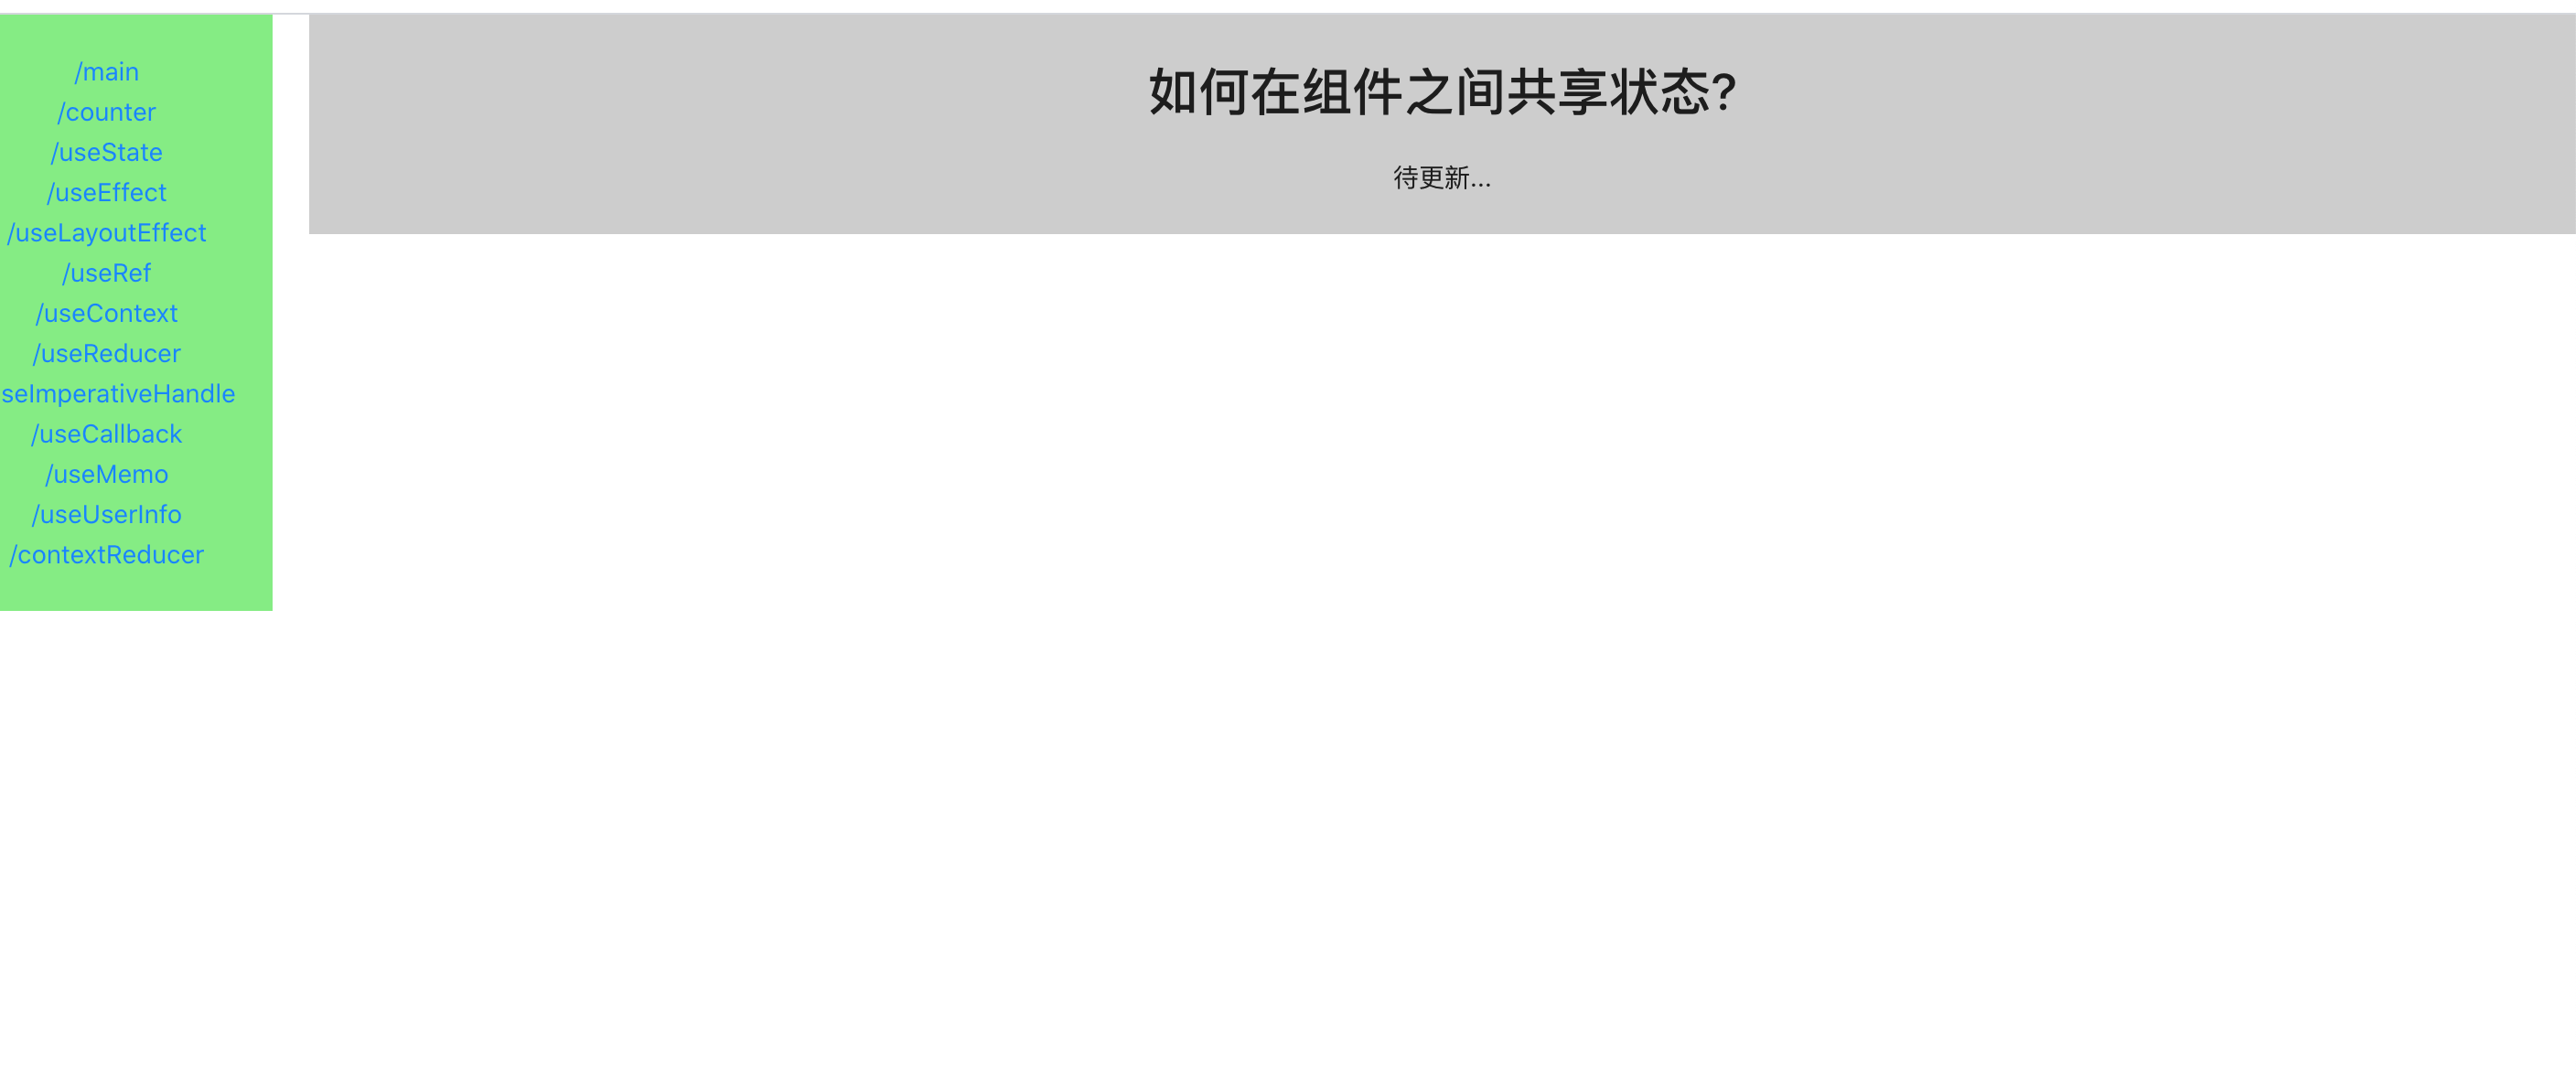 /main
/counter
/useState
/useEffect
/useLayoutEffect
/useRef
/useContext
/useReducer
seImperativeHandle
/useCallback
/useMemo
/useUserInfo
/contextReducer
如何在组件之间共享状态?
待更新...